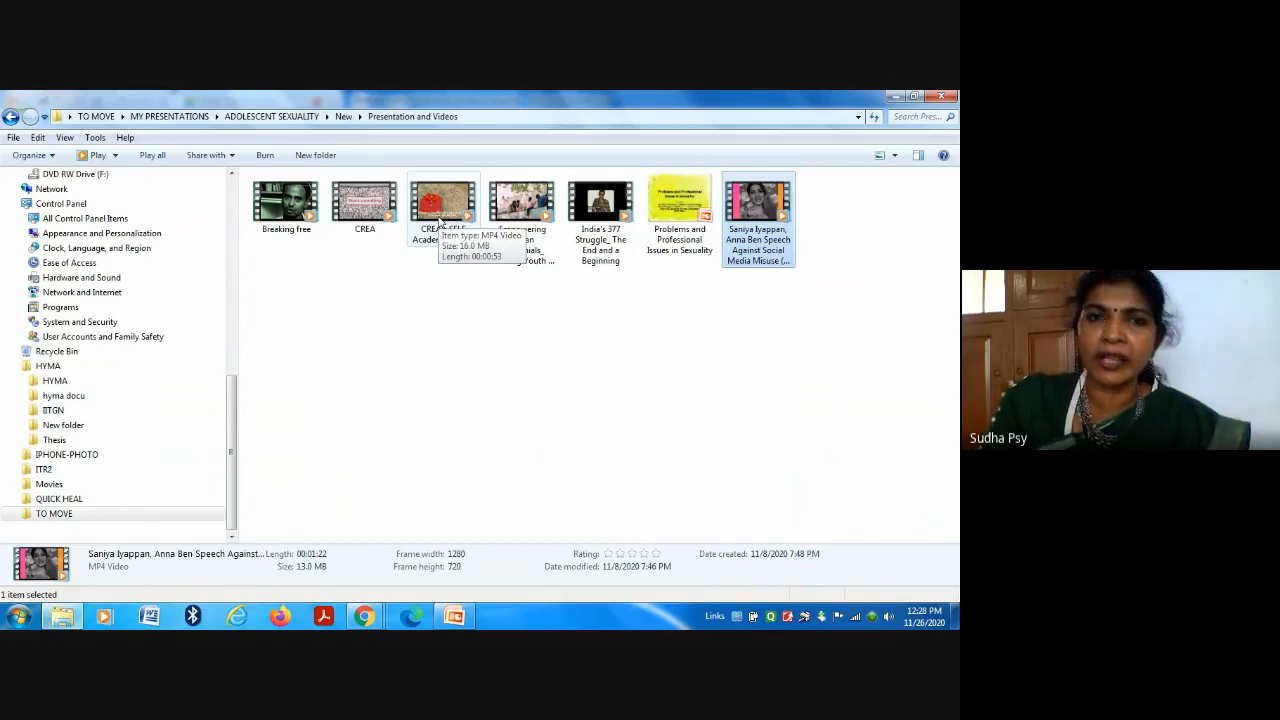 TO MOVE MY PRESENTATIONS ADOLESCENT SEXUALITY New Presentation and Videos
Search Pres...
File Edit View Tools Help
Organize Play Play all Share with Burn New folder
DVD RW Drive (F:)
Network
Control Panel
All Control Panel Items
Appearance and Personalization
Clock, Language, and Region
Ease of Access
Hardware and Sound
Network and Internet
Programs
System and Security
User Accounts and Family Safety
Recycle Bin
HYMA
HYMA
hyma docu
IITGN
New folder
Thesis
IPHONE-PHOTO
ITR2
Movies
QUICK HEAL
TO MOVE
Breaking free
CREA
Item type: MP4 Video
Size: 16.0 MB
Length: 00:00:53
Youth ...
India's 377
Struggle_ The
End and a
Beginning
Problems and
Professional
Issues in Sexuality
Saniya Iyappan,
Anna Ben Speech
Against Social
Media Misuse (...
Saniya Iyappan, Anna Ben Speech Against...
MP4 Video
Length: 00:01:22
Size: 13.0 MB
Frame width: 1280
Frame height: 720
Rating:
Date modified: 11/8/2020 7:46 PM
Date created: 11/8/2020 7:48 PM
1 item selected
Links
12:28 PM
11/26/2020
Sudha Psy